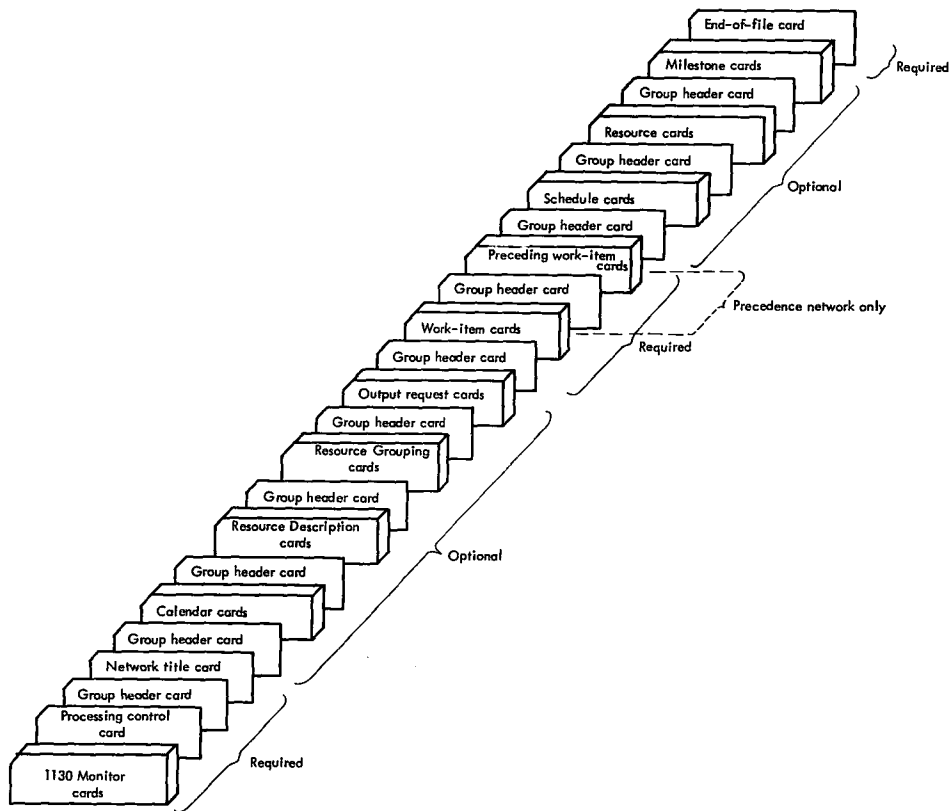 End-of-file card
Milestone cards
Required
Group header card
Resource cards
Group header card
Optional
Schedule cards
Group header card
Preceding work-item
cards
Group header card
Precedence network only
Work-item cards
Required
Group header card
Output request cards
Group header card
Resource Grouping
cards
Group header card
Resource Description
cards
Optional
Group header card
Calendar cards
Group header card
Network title card
Group header card
Processing control
card
Required
1130 Monitor
cards